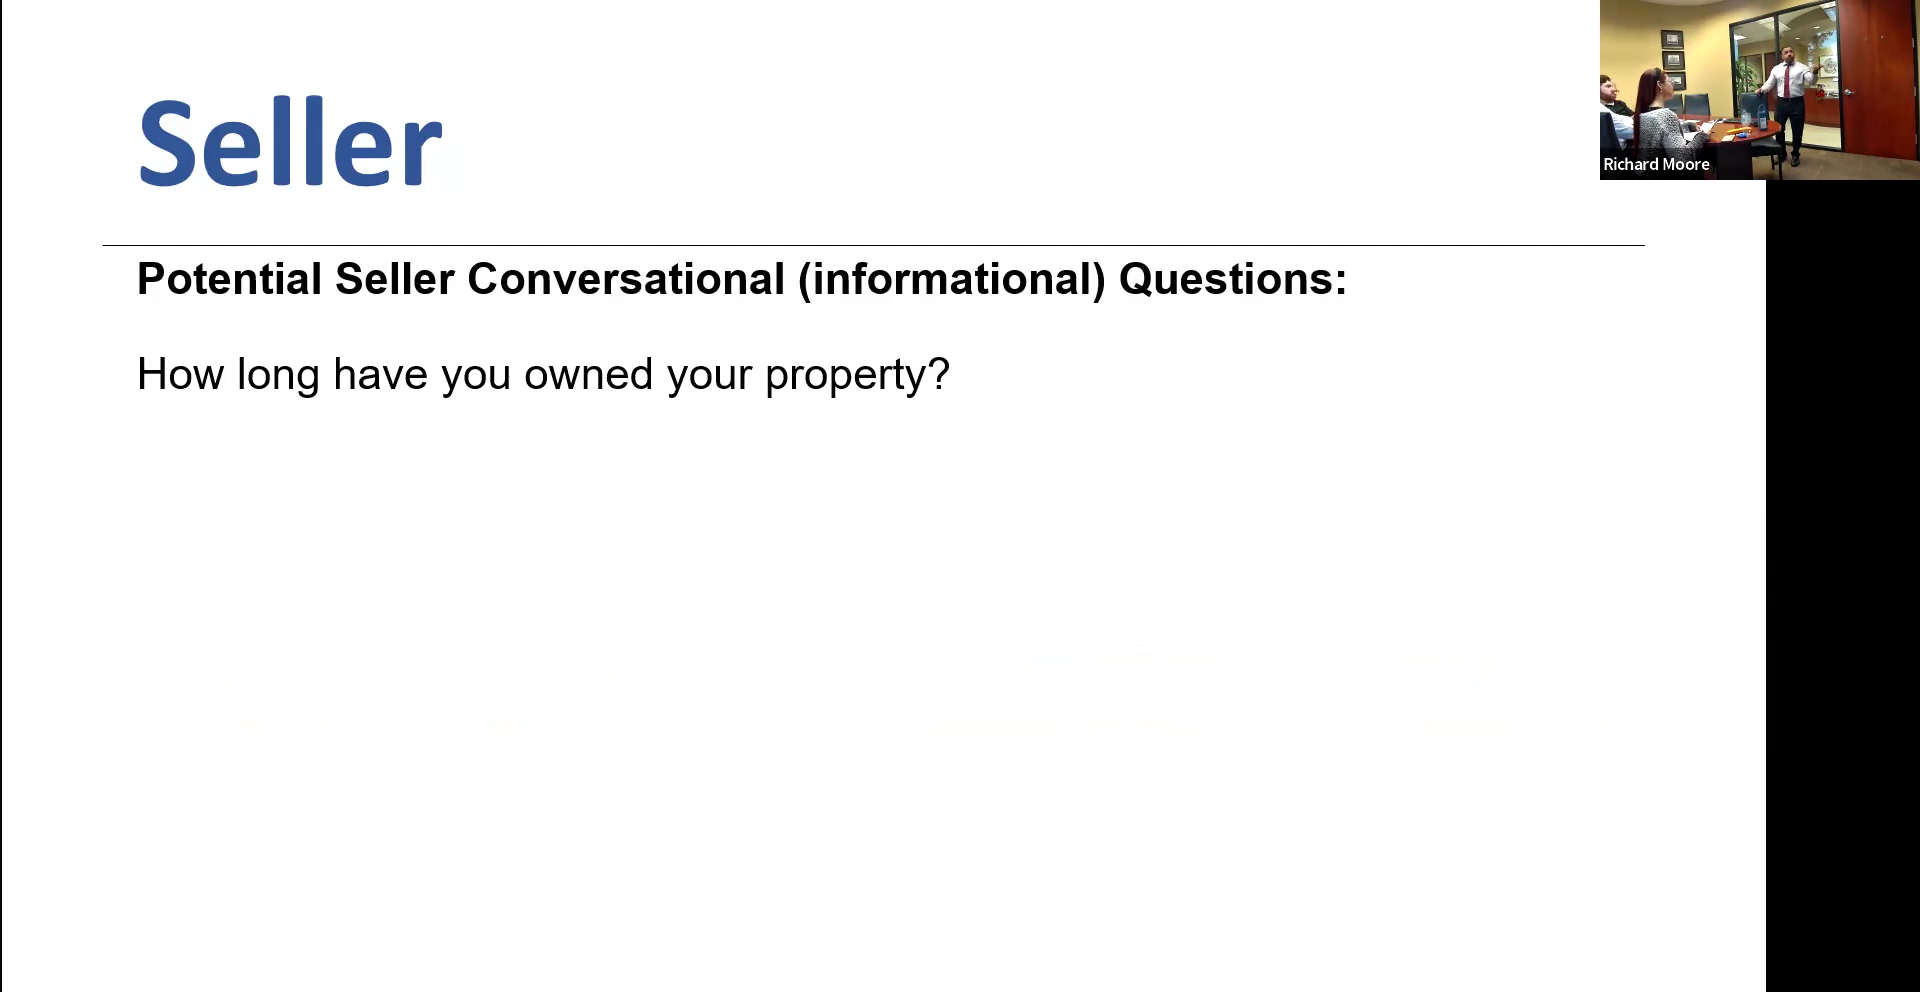 Seller
Richard Moore
Potential Seller Conversational (informational) Questions:
How long have you owned your property?